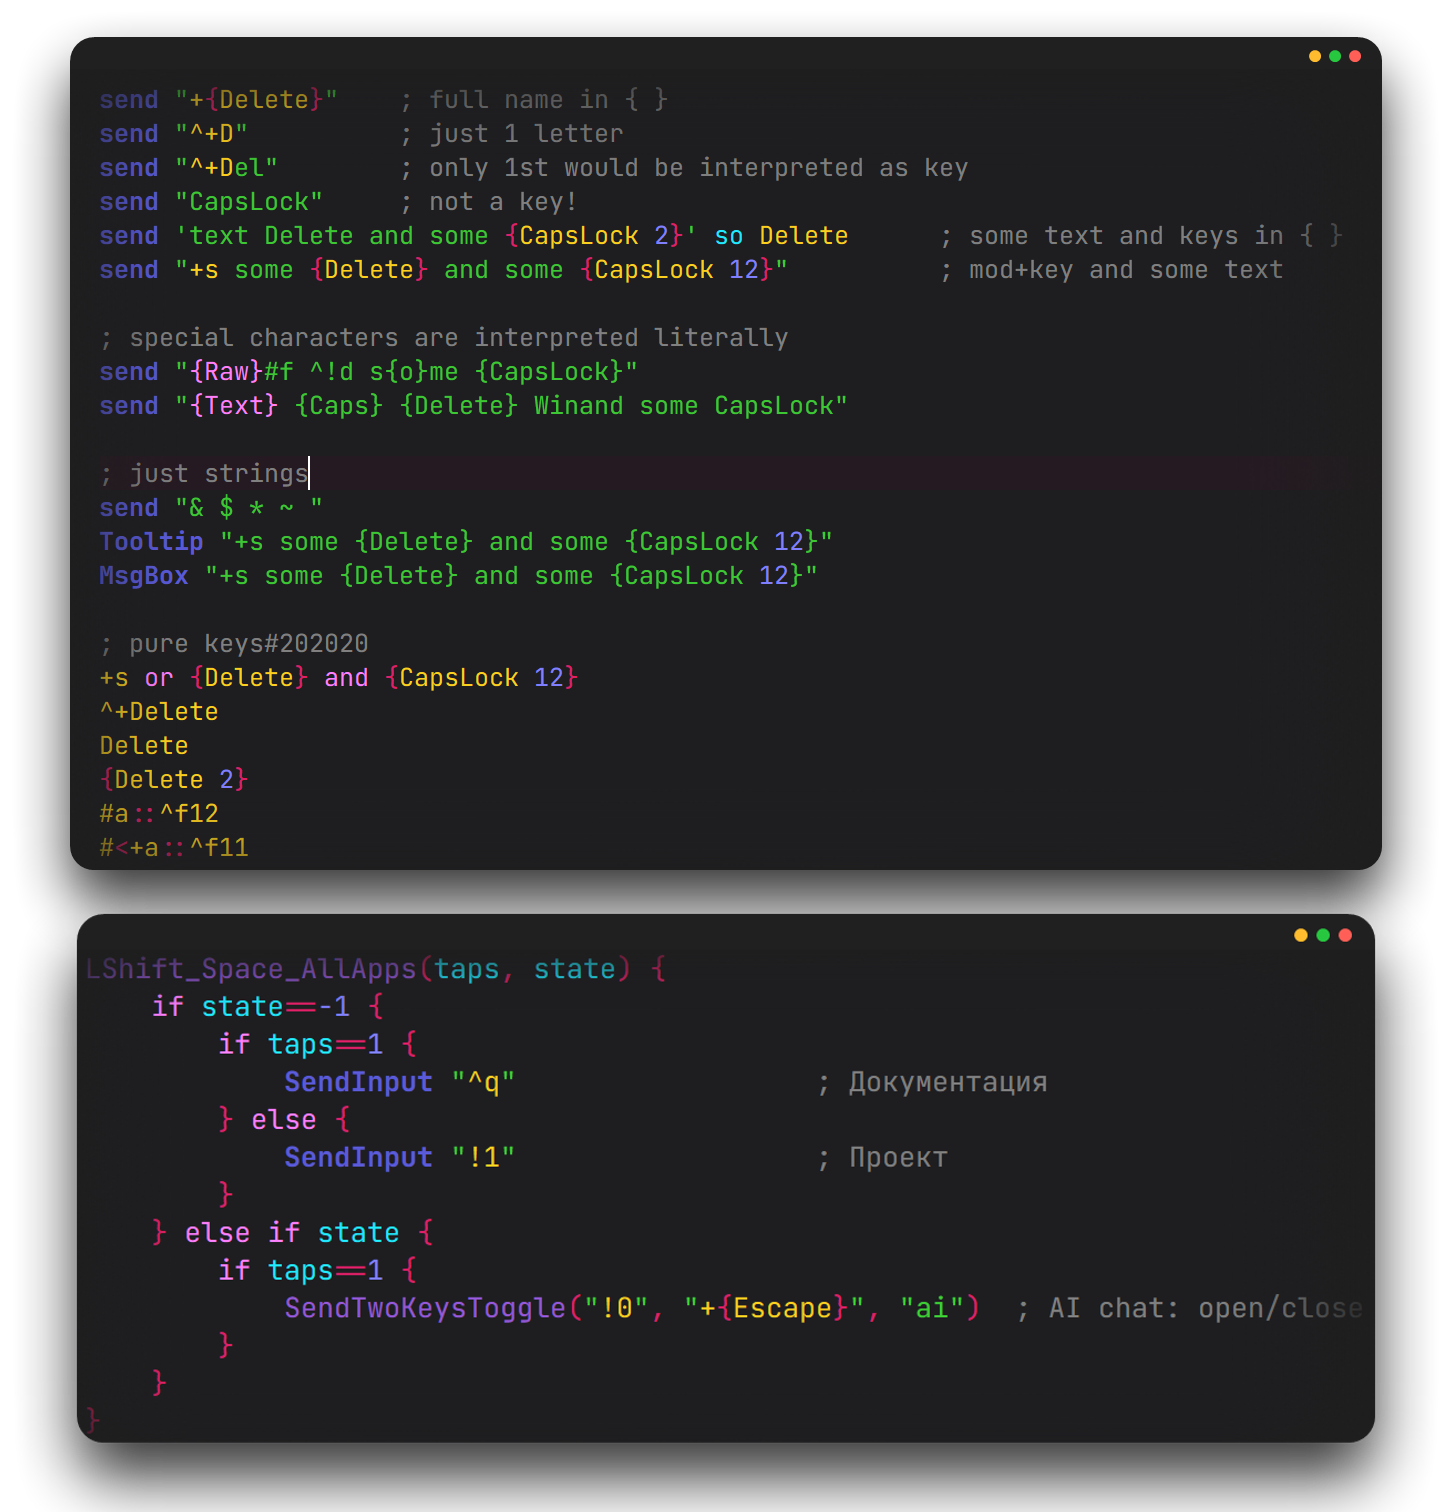 send "+{Delete}"    ; full name in { }
send "^+D"          ; just 1 letter
send "^+Del"        ; only 1st would be interpreted as key
send "CapsLock"     ; not a key!
send 'text Delete and some {CapsLock 2}' so Delete      ; some text and keys in { }
send "+s some {Delete} and some {CapsLock 12}"          ; mod+key and some text
; special characters are interpreted literally
send "{Raw}#f ^!d s{o}me {CapsLock}"
send "{Text} {Caps} {Delete} Winand some CapsLock"
; just strings
send "& $ * ~ "
Tooltip "+s some {Delete} and some {CapsLock 12}"
MsgBox "+s some {Delete} and some {CapsLock 12}"
; pure keys#202020
+s or {Delete} and {CapsLock 12}
^+Delete
Delete
{Delete 2}
#a::^f12
#<+a::^f11
LShift_Space_AllApps(taps, state) {
    if state==-1 {
        if taps==1 {
            SendInput "^q"                  ; Документация
        } else {
            SendInput "!1"                  ; Проект
        }
    } else if state {
        if taps==1 {
            SendTwoKeysToggle("!0", "+{Escape}", "ai")  ; AI chat: open/close
        }
    }
}